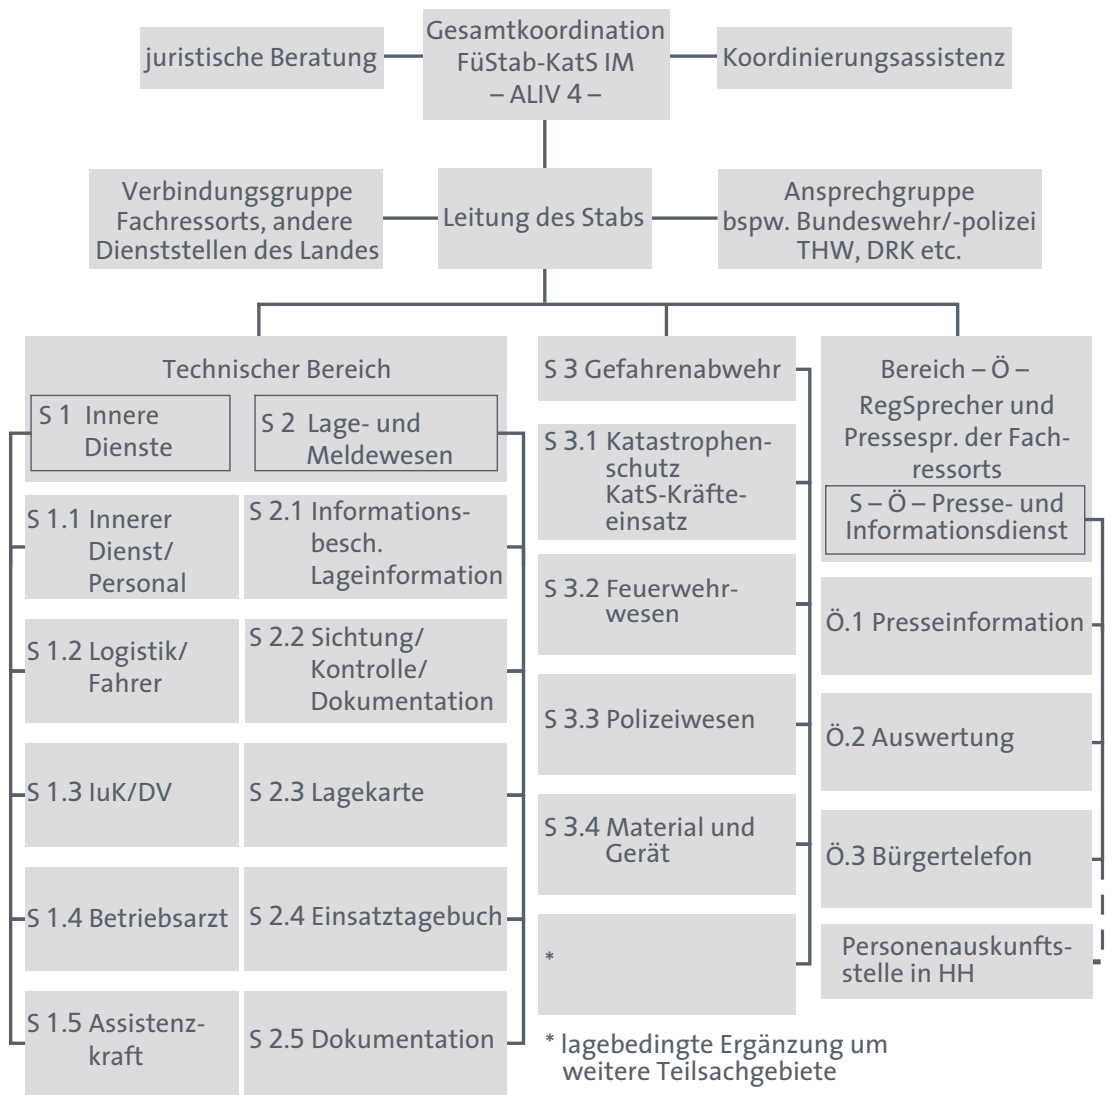 juristische Beratung
Gesamtkoordination
FüStab-KatS IM
– ALIV 4 –
Koordinierungsassistenz
Verbindungsgruppe
Fachressorts, andere
Dienststellen des Landes
Leitung des Stabs
Ansprechgruppe
bspw. Bundeswehr/-polizei
THW, DRK etc.
Technischer Bereich
S 1 Innere
Dienste
S 2 Lage- und
Meldewesen
S 1.1 Innerer
Dienst/
Personal
S 1.2 Logistik/
Fahrer
S 1.3 IuK/DV
S 1.4 Betriebsarzt
S 1.5 Assistenz-
kraft
S 2.1 Informations-
besch.
Lageinformation
S 2.2 Sichtung/
Kontrolle/
Dokumentation
S 2.3 Lagekarte
S 2.4 Einsatztagebuch
S 2.5 Dokumentation
S 3 Gefahrenabwehr
S 3.1 Katastrophen-
schutz
KatS-Kräfte-
einsatz
S 3.2 Feuerwehr-
wesen
S 3.3 Polizeiwesen
S 3.4 Material und
Gerät
*
* lagebedingte Ergänzung um
weitere Teilsachgebiete
Bereich – Ö –
RegSprecher und
Pressespr. der Fach-
ressorts
S – Ö – Presse- und
Informationsdienst
Ö.1 Presseinformation
Ö.2 Auswertung
Ö.3 Bürgertelefon
Personenauskunfts-
stelle in HH